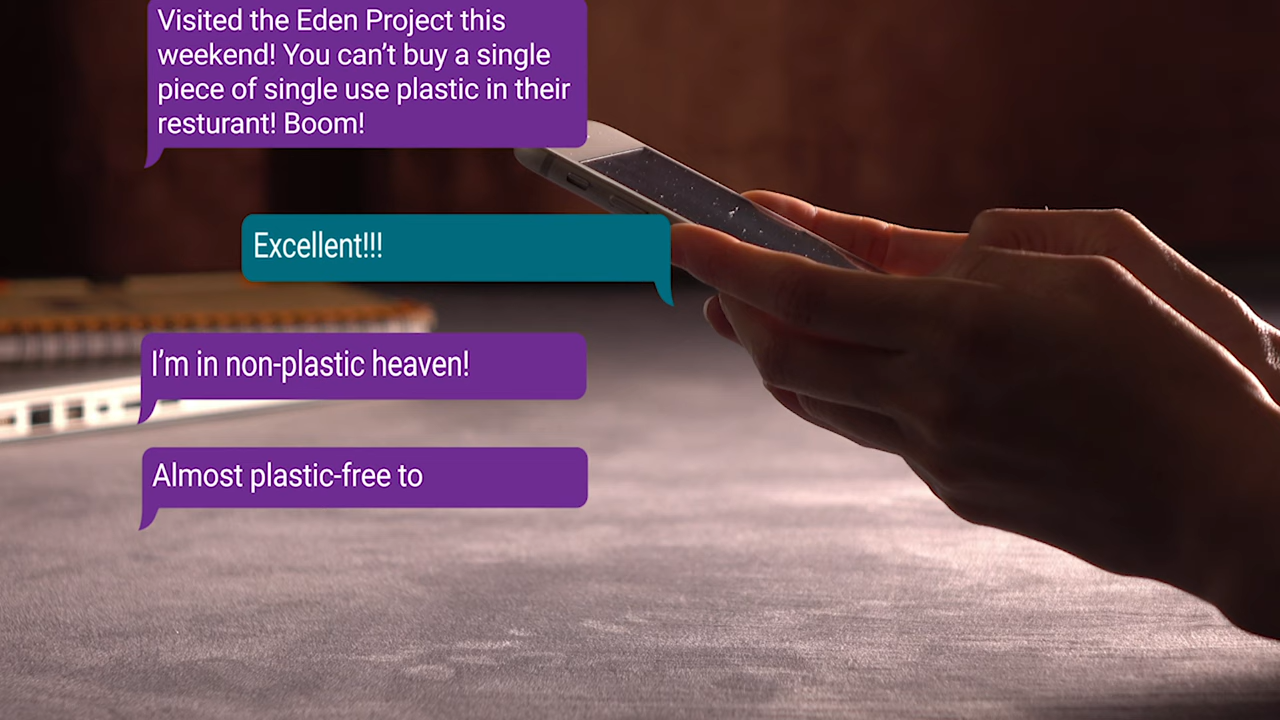 Visited the Eden Project this
weekend! You can’t buy a single
piece of single use plastic in their
resturant! Boom!
Excellent!!!
I’m in non-plastic heaven!
Almost plastic-free to